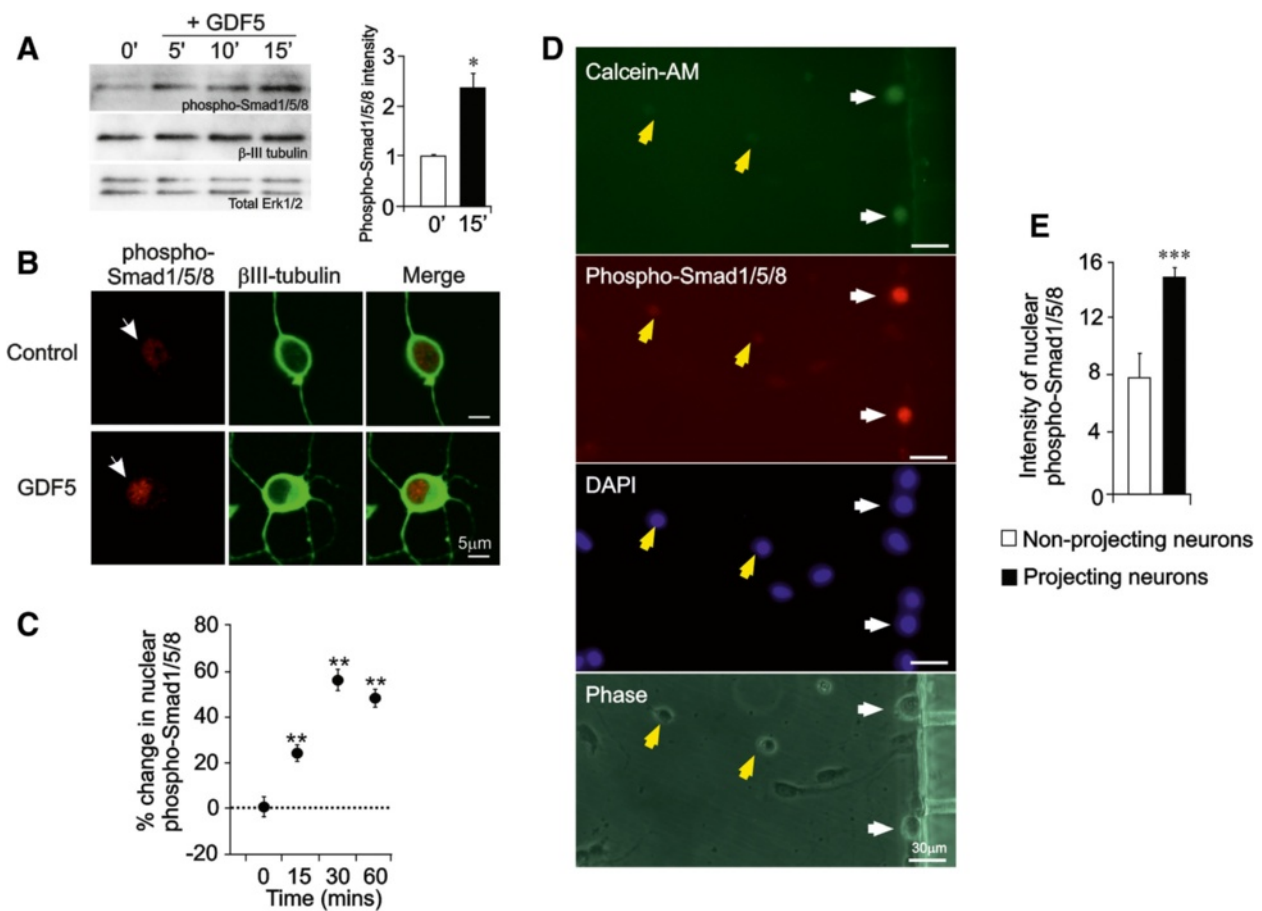 A
+ GDF5
0' 5' 10' 15'
phospho-Smad1/5/8
β-III tubulin
Total Erk1/2
Phospho-Smad1/5/8 intensity
3
2
1
0
*
0' 15'
B
phospho-
Smad1/5/8
βIII-tubulin
Merge
Control
GDF5
5μm
C
% change in nuclear
phospho-Smad1/5/8
80
60
40
20
0
-20
**
**
**
0 15 30 60
Time (mins)
D
Calcein-AM
Phospho-Smad1/5/8
DAPI
Phase
30μm
E
Intensity of nuclear
phospho-Smad1/5/8
16
12
8
4
0
***
Non-projecting neurons
Projecting neurons